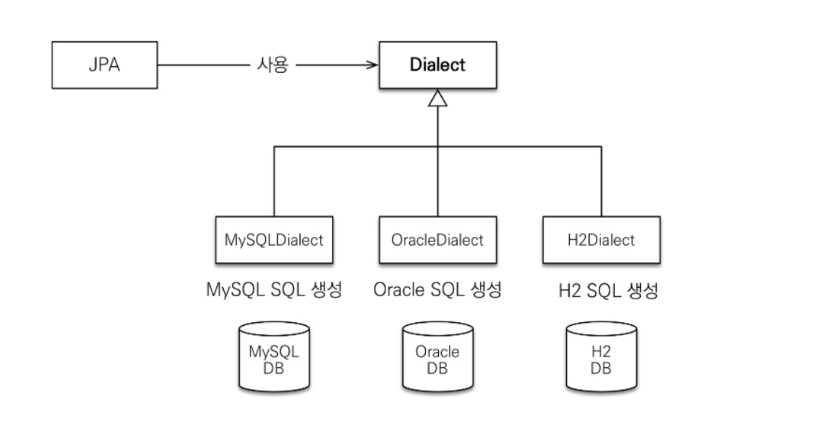 JPA
사용
Dialect
MySQLDialect
OracleDialect
H2Dialect
MySQL SQL 생성
Oracle SQL 생성
H2 SQL 생성
MySQL
DB
Oracle
DB
H2
DB